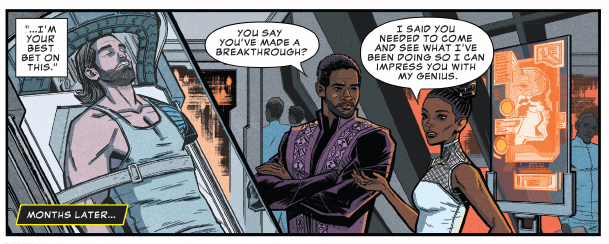 "...I'M
YOUR
BEST
BET ON
THIS."
MONTHS LATER...
YOU SAY
YOU'VE MADE A
BREAKTHROUGH?
I SAID YOU
NEEDED TO COME
AND SEE WHAT I'VE
BEEN DOING SO I CAN
IMPRESS YOU WITH
MY GENIUS.